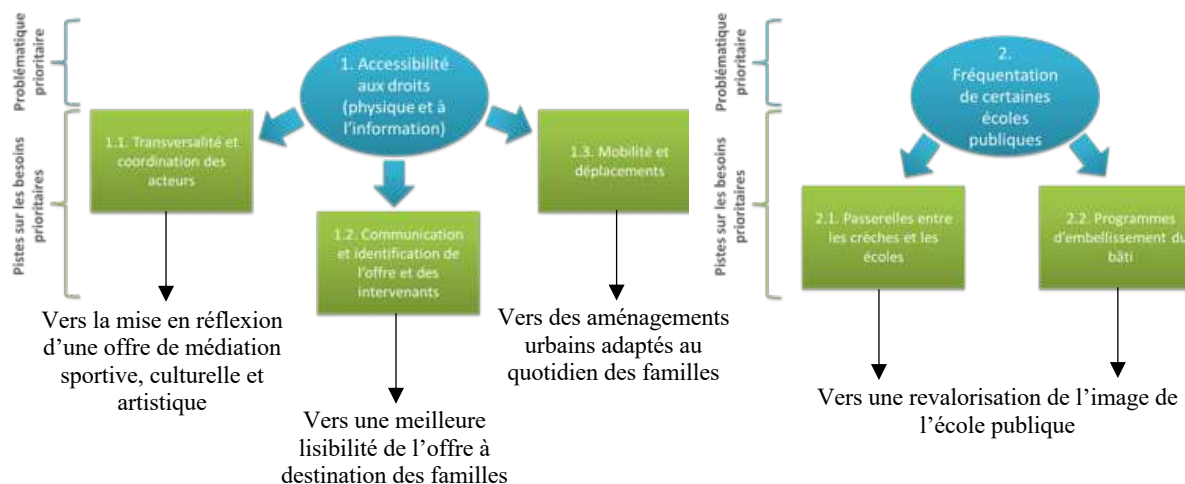 Problématique
prioritaire
Pistes sur les besoins
prioritaires
1. Accessibilité
aux droits
(physique et à
l'information)
1.1. Transversalité et
coordination des
acteurs
1.2. Communication
et identification de
l'offre et des
intervenants
1.3. Mobilité et
déplacements
Vers la mise en réflexion
d'une offre de médiation
sportive, culturelle et
artistique
Vers une meilleure
lisibilité de l'offre à
destination des familles
Vers des aménagements
urbains adaptés au
quotidien des familles
Problématique
prioritaire
Pistes sur les besoins
prioritaires
2.
Fréquentation
de certaines
écoles
publiques
2.1. Passerelles entre
les crèches et les
écoles
2.2. Programmes
d'embellissement du
bâti
Vers une revalorisation de l'image de
l'école publique